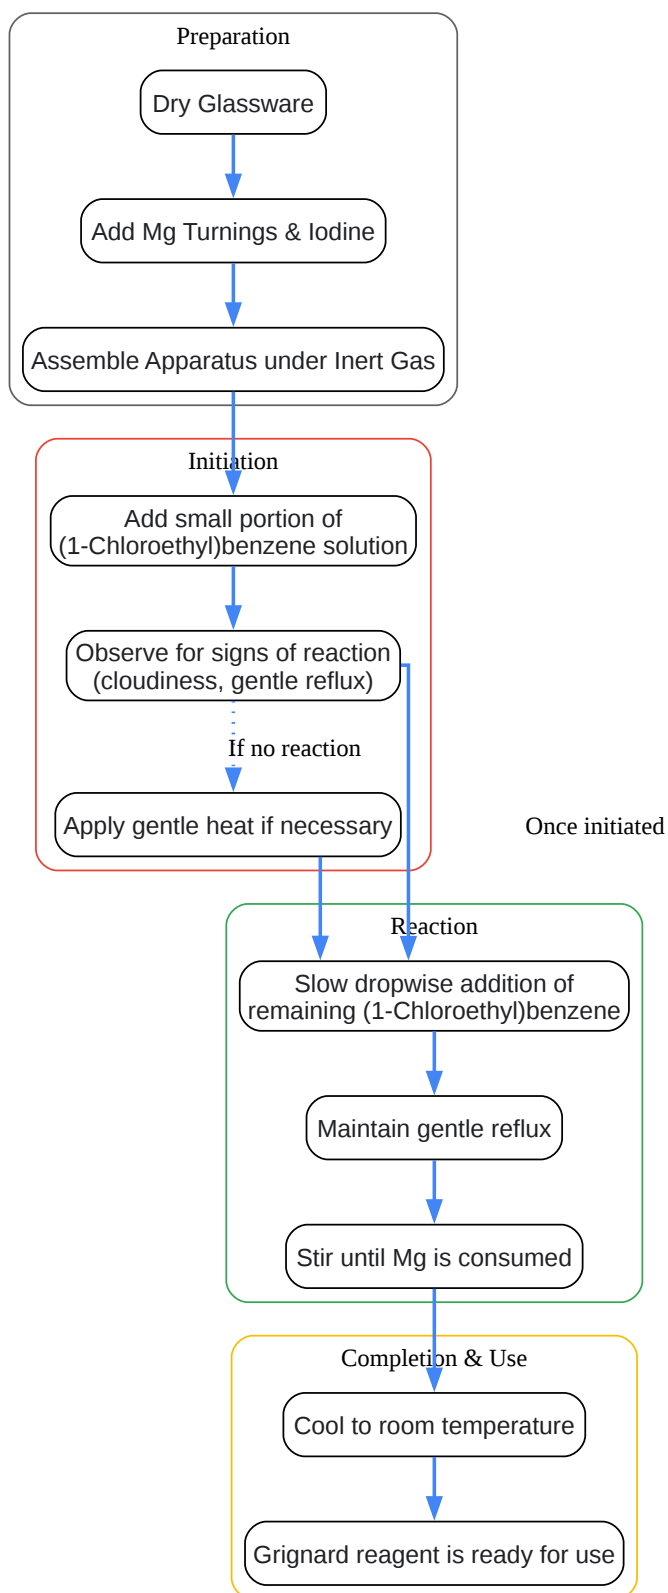 Preparation
Dry Glassware
Add Mg Turnings & Iodine
Assemble Apparatus under Inert Gas
Initiation
Add small portion of
(1-Chloroethyl)benzene solution
Observe for signs of reaction
(cloudiness, gentle reflux)
If no reaction
Apply gentle heat if necessary
Once initiated
Reaction
Slow dropwise addition of
remaining (1-Chloroethyl)benzene
Maintain gentle reflux
Stir until Mg is consumed
Completion & Use
Cool to room temperature
Grignard reagent is ready for use